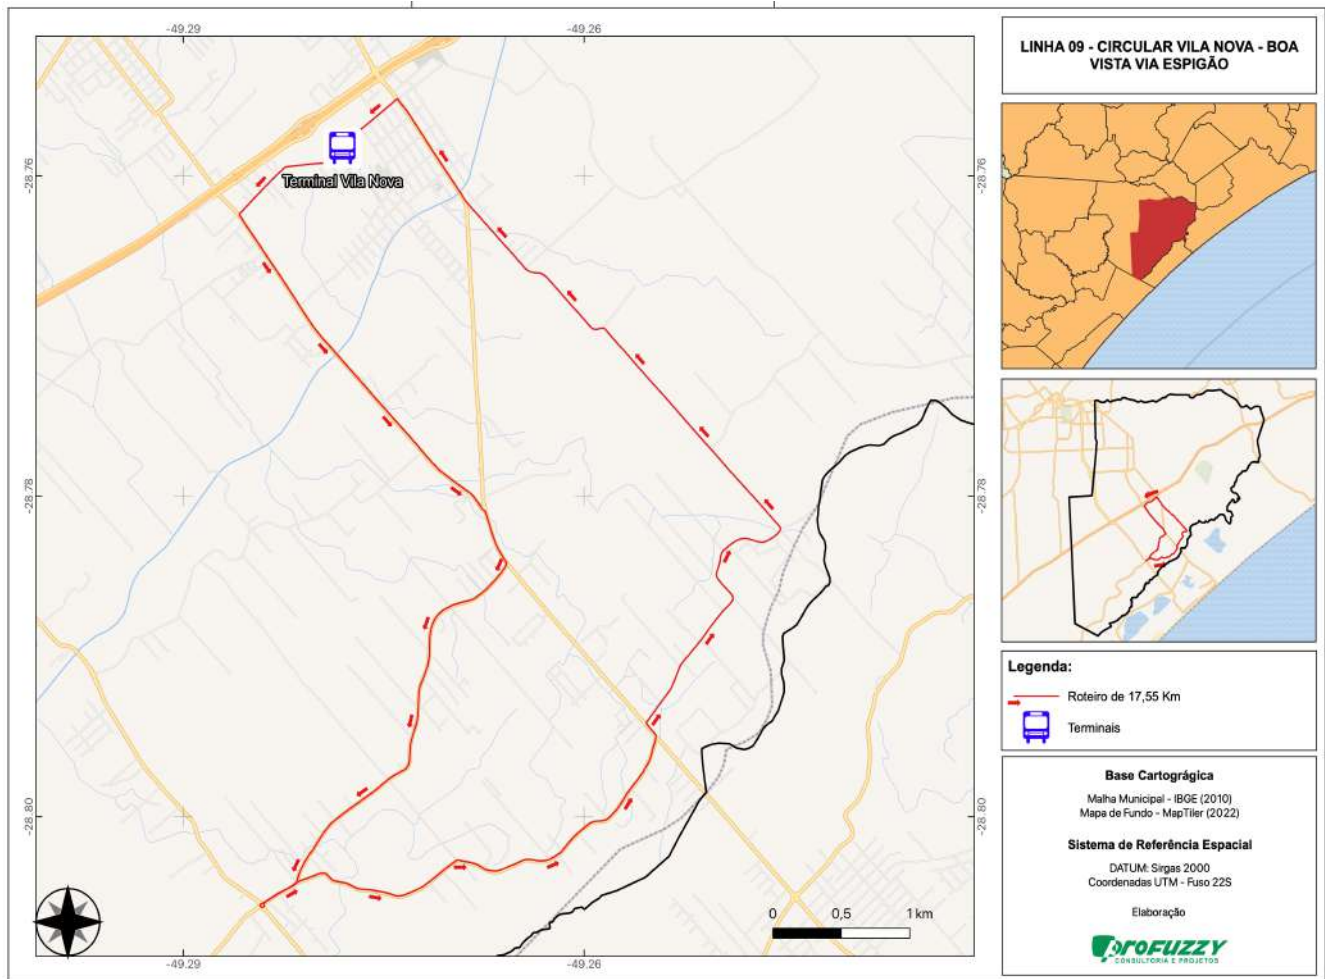 -49.29
-49.26
-28.76
-28.76
Terminal Vila Nova
-28.78
-28.78
-28.80
-28.80
0
0,5
1 km
-49.29
-49.26
LINHA 09 - CIRCULAR VILA NOVA - BOA
VISTA VIA ESPIGÃO
Legenda:
Roteiro de 17,55 Km
Terminais
Base Cartográgica
Malha Municipal - IBGE (2010)
Mapa de Fundo - MapTiler (2022)
Sistema de Referência Espacial
DATUM: Sirgas 2000
Coordenadas UTM - Fuso 22S
Elaboração
PROFUZZY
CONSULTORIA E PROJETOS